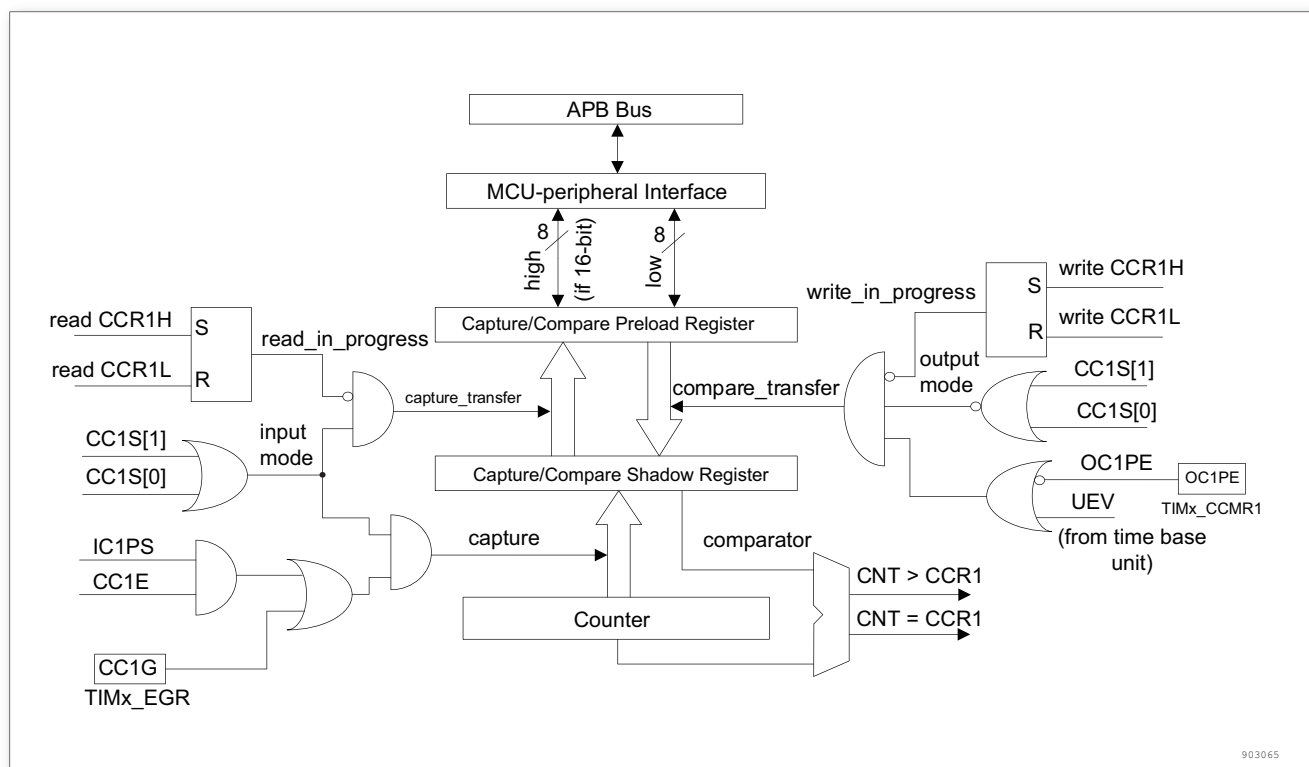 APB Bus
MCU-peripheral Interface
8
high
(if 16-bit)
8
low
Capture/Compare Preload Register
read CCR1H
read CCR1L
S
R
read_in_progress
capture_transfer
CC1S[1]
CC1S[0]
input
mode
IC1PS
CC1E
CC1G
TIMx_EGR
capture
Capture/Compare Shadow Register
Counter
comparator
CNT > CCR1
CNT = CCR1
compare_transfer
write_in_progress
S
R
write CCR1H
write CCR1L
output
mode
CC1S[1]
CC1S[0]
OC1PE
OC1PE
TIMx_CCMR1
UEV
(from time base
unit)
903065